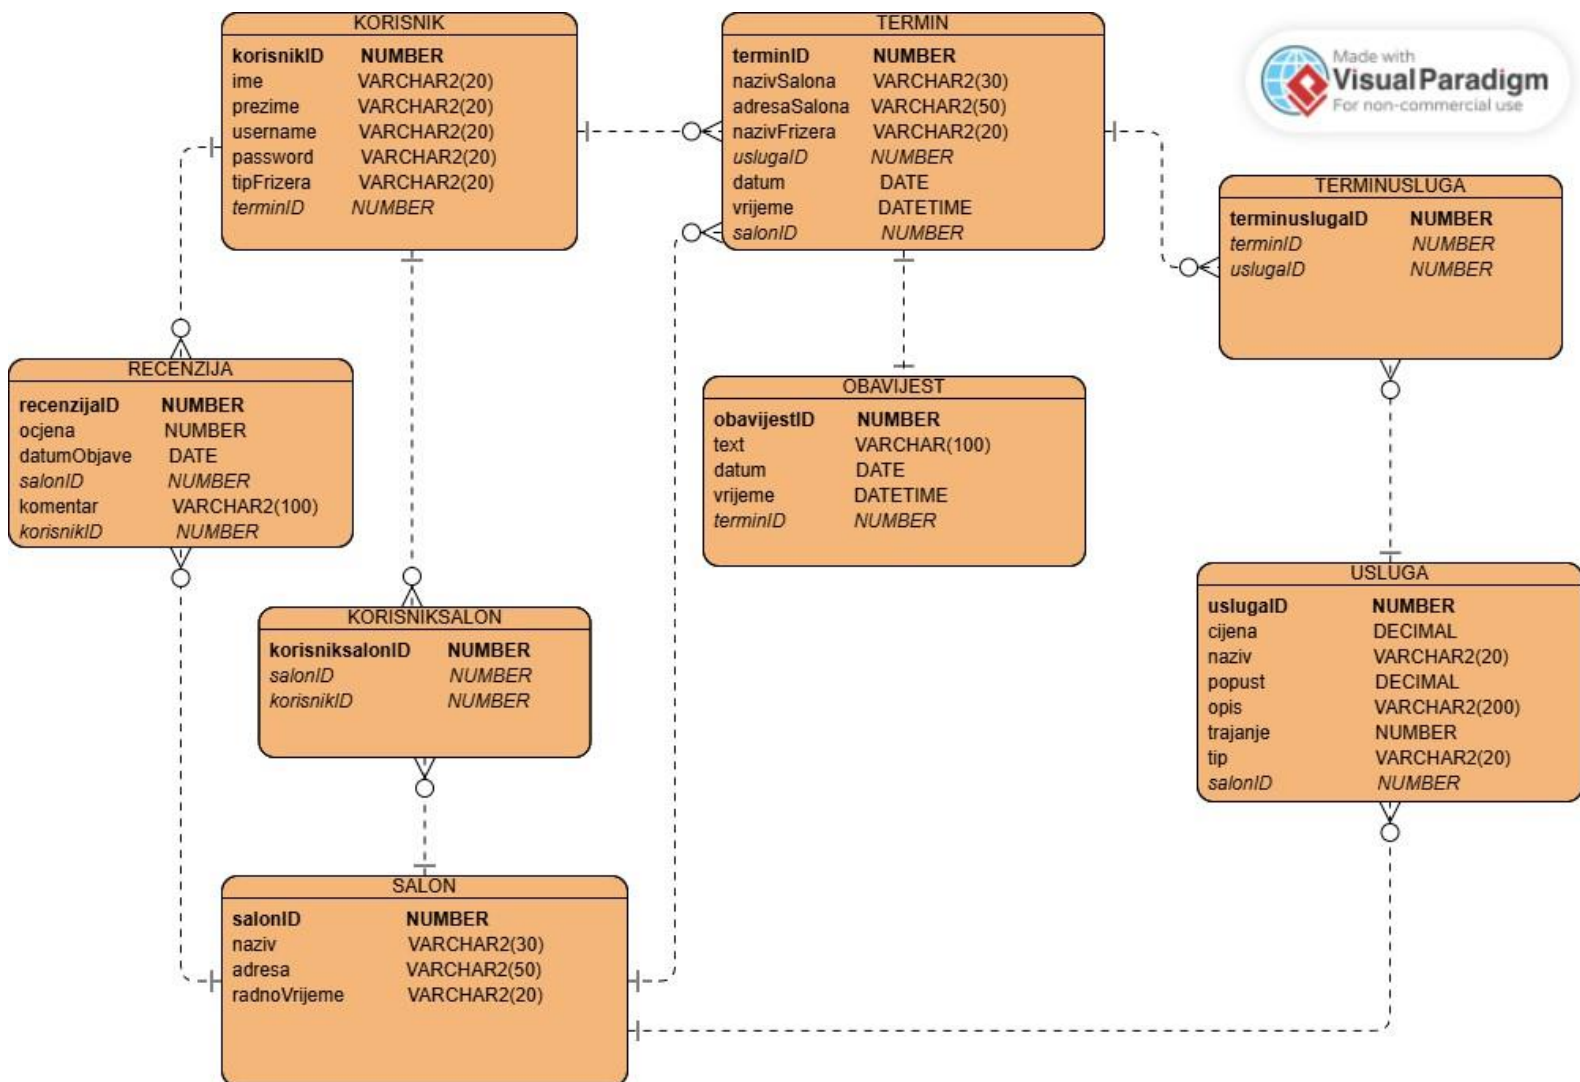 KORISNIK
korisnikID NUMBER
ime VARCHAR2(20)
prezime VARCHAR2(20)
username VARCHAR2(20)
password VARCHAR2(20)
tipFrizera VARCHAR2(20)
terminID NUMBER
TERMIN
terminID NUMBER
nazivSalona VARCHAR2(30)
adresaSalona VARCHAR2(50)
nazivFrizera VARCHAR2(20)
uslugaID NUMBER
datum DATE
vrijeme DATETIME
salonID NUMBER
Made with
Visual Paradigm
For non-commercial use
TERMINUSLUGA
terminuslugaID NUMBER
terminID NUMBER
uslugaID NUMBER
RECENZIJA
recenzijaID NUMBER
ocjena NUMBER
datumObjave DATE
salonID NUMBER
komentar VARCHAR2(100)
korisnikID NUMBER
OBAVIJEST
obavijestID NUMBER
text VARCHAR(100)
datum DATE
vrijeme DATETIME
terminID NUMBER
KORISNIKSALON
korisniksalonID NUMBER
salonID NUMBER
korisnikID NUMBER
USLUGA
uslugaID NUMBER
cijena DECIMAL
naziv VARCHAR2(20)
popust DECIMAL
opis VARCHAR2(200)
trajanje NUMBER
tip VARCHAR2(20)
salonID NUMBER
SALON
salonID NUMBER
naziv VARCHAR2(30)
adresa VARCHAR2(50)
radnoVrijeme VARCHAR2(20)